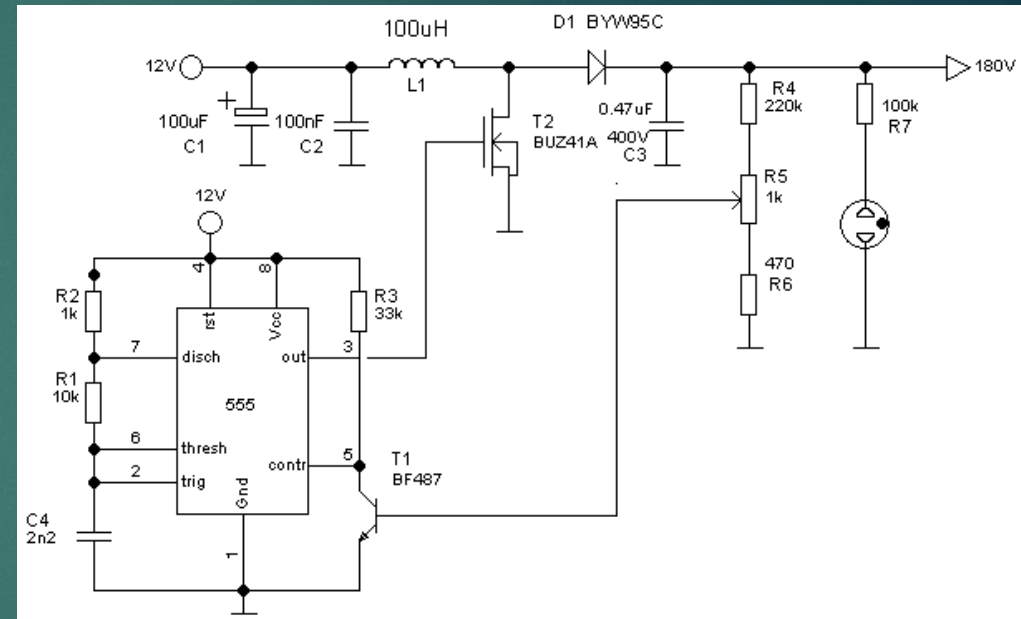 100uH
D1 BYW95C
12V
180V
L1
R4
220k
100uF
C1
100nF
C2
T2
BUZ41A
0.47uF
400V
C3
100k
R7
R5
1k
12V
470
R6
4
8
R2
1k
R3
33k
rst
Vcc
7
disch
out
3
R1
10k
555
6
thresh
2
trig
contr
5
T1
BF487
Gnd
C4
2n2
1